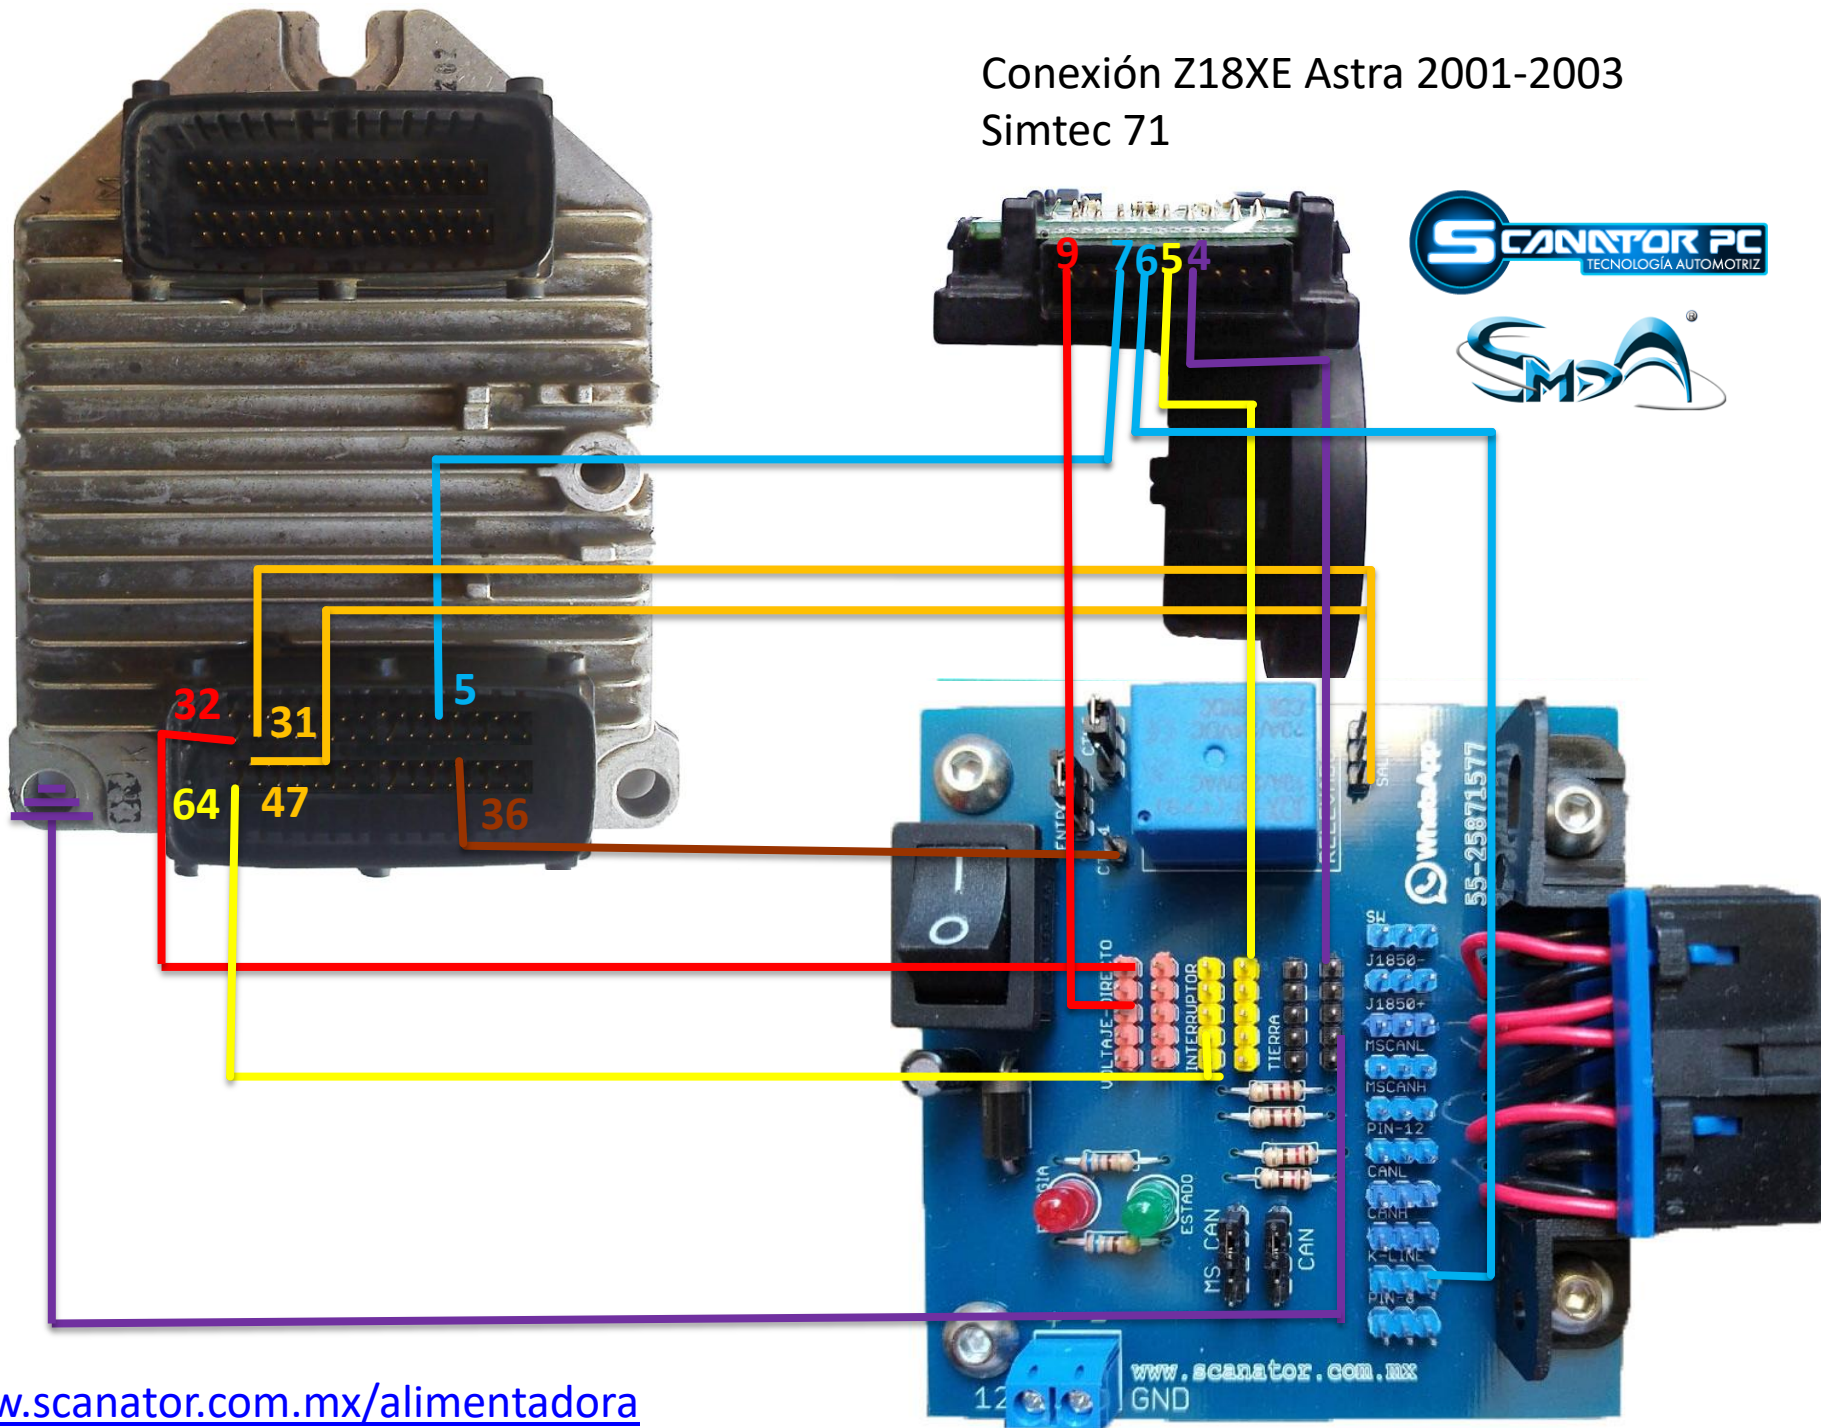 Conexión Z18XE Astra 2001-2003
Simtec 71
SCANATOR PC
TECNOLOGÍA AUTOMOTRIZ
SMDA
®
9 7 6 5 4
32
31
5
64
47
36
WhatsApp
55-25871577
SW
J1850-
J1850+
MSCANL
MSCANH
PIN-12
CANL
CANH
K-LINE
PIN-8
VOLTAJE-DIRECTO
INTERRUPTOR
TIERRA
ESTADO
MS CAN
CAN
www.scanator.com.mx
12
GND
w.scanator.com.mx/alimentadora